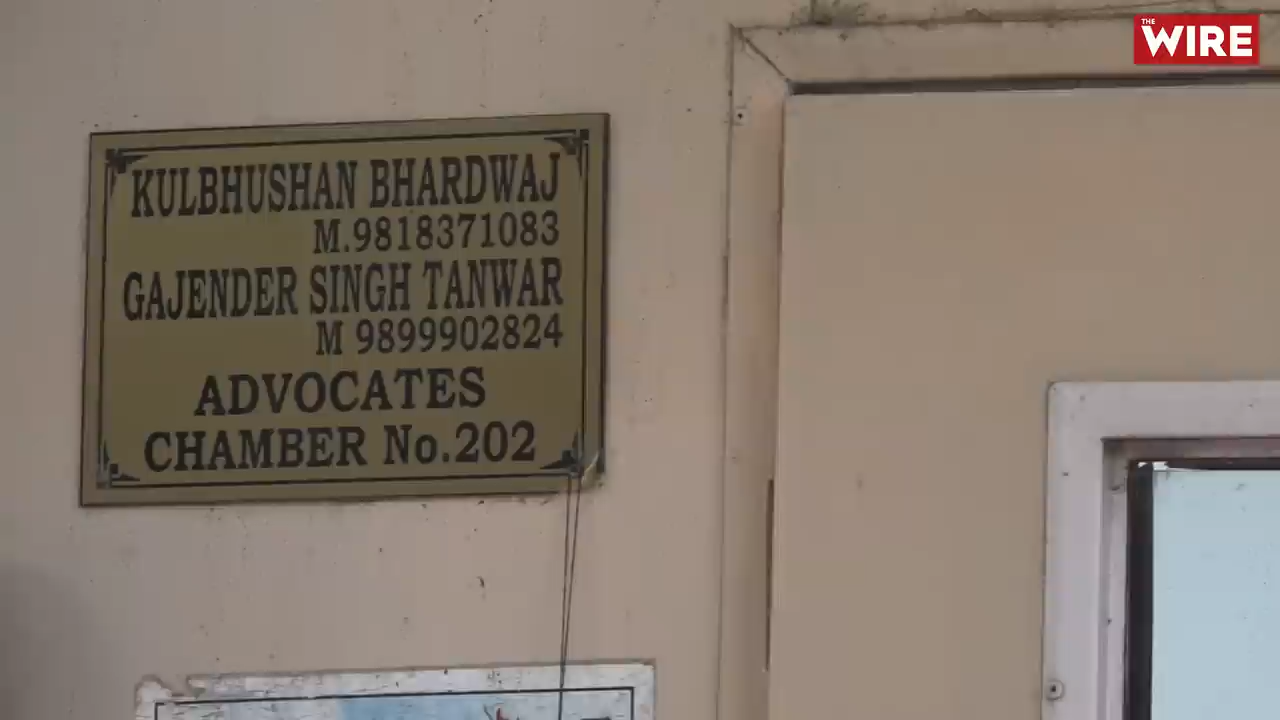 THE
WIRE
KULBHUSHAN BHARDWAJ
M.9818371083
GAJENDER SINGH TANWAR
M 9899902824
ADVOCATES
CHAMBER No.202